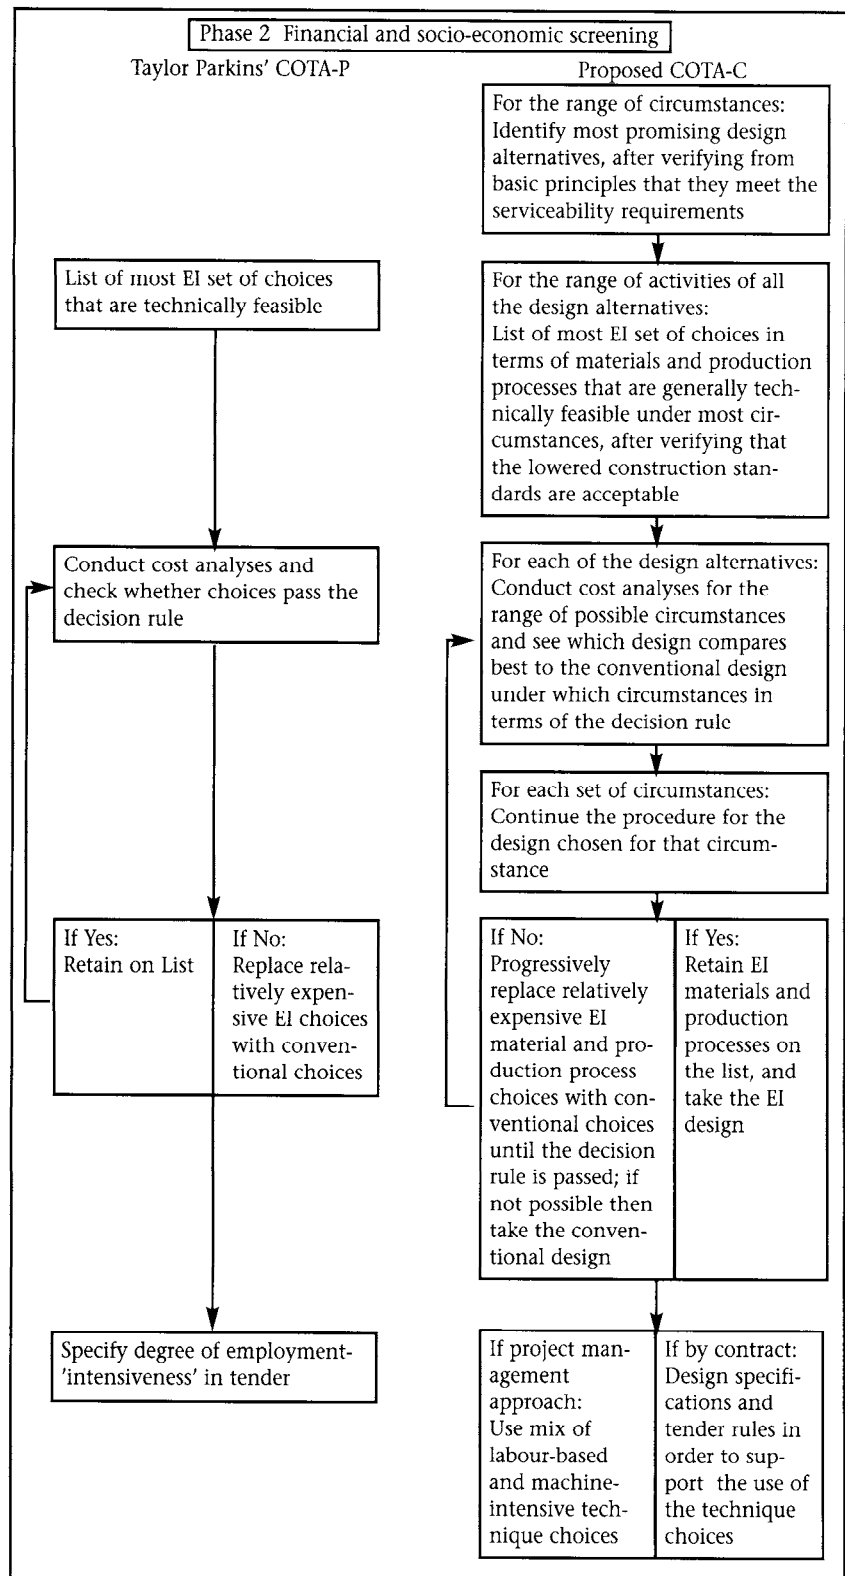 Phase 2 Financial and socio-economic screening
Taylor Parkins' COTA-P
Proposed COTA-C
For the range of circumstances:
Identify most promising design
alternatives, after verifying from
basic principles that they meet the
serviceability requirements
List of most EI set of choices
that are technically feasible
For the range of activities of all
the design alternatives:
List of most EI set of choices in
terms of materials and production
processes that are generally tech-
nically feasible under most cir-
cumstances, after verifying that
the lowered construction stan-
dards are acceptable
Conduct cost analyses and
check whether choices pass the
decision rule
For each of the design alternatives:
Conduct cost analyses for the
range of possible circumstances
and see which design compares
best to the conventional design
under which circumstances in
terms of the decision rule
For each set of circumstances:
Continue the procedure for the
design chosen for that circum-
stance
If Yes:
Retain on List
If No:
Replace rela-
tively expen-
sive EI choices
with conven-
tional choices
If No:
Progressively
replace relatively
expensive EI
material and pro-
duction process
choices with con-
ventional choices
until the decision
rule is passed; if
not possible then
take the conven-
tional design
If Yes:
Retain EI
materials and
production
processes on
the list, and
take the EI
design
Specify degree of employment-
'intensiveness' in tender
If project man-
agement
approach:
Use mix of
labour-based
and machine-
intensive tech-
nique choices
If by contract:
Design specifi-
cations and
tender rules in
order to sup-
port the use of
the technique
choices